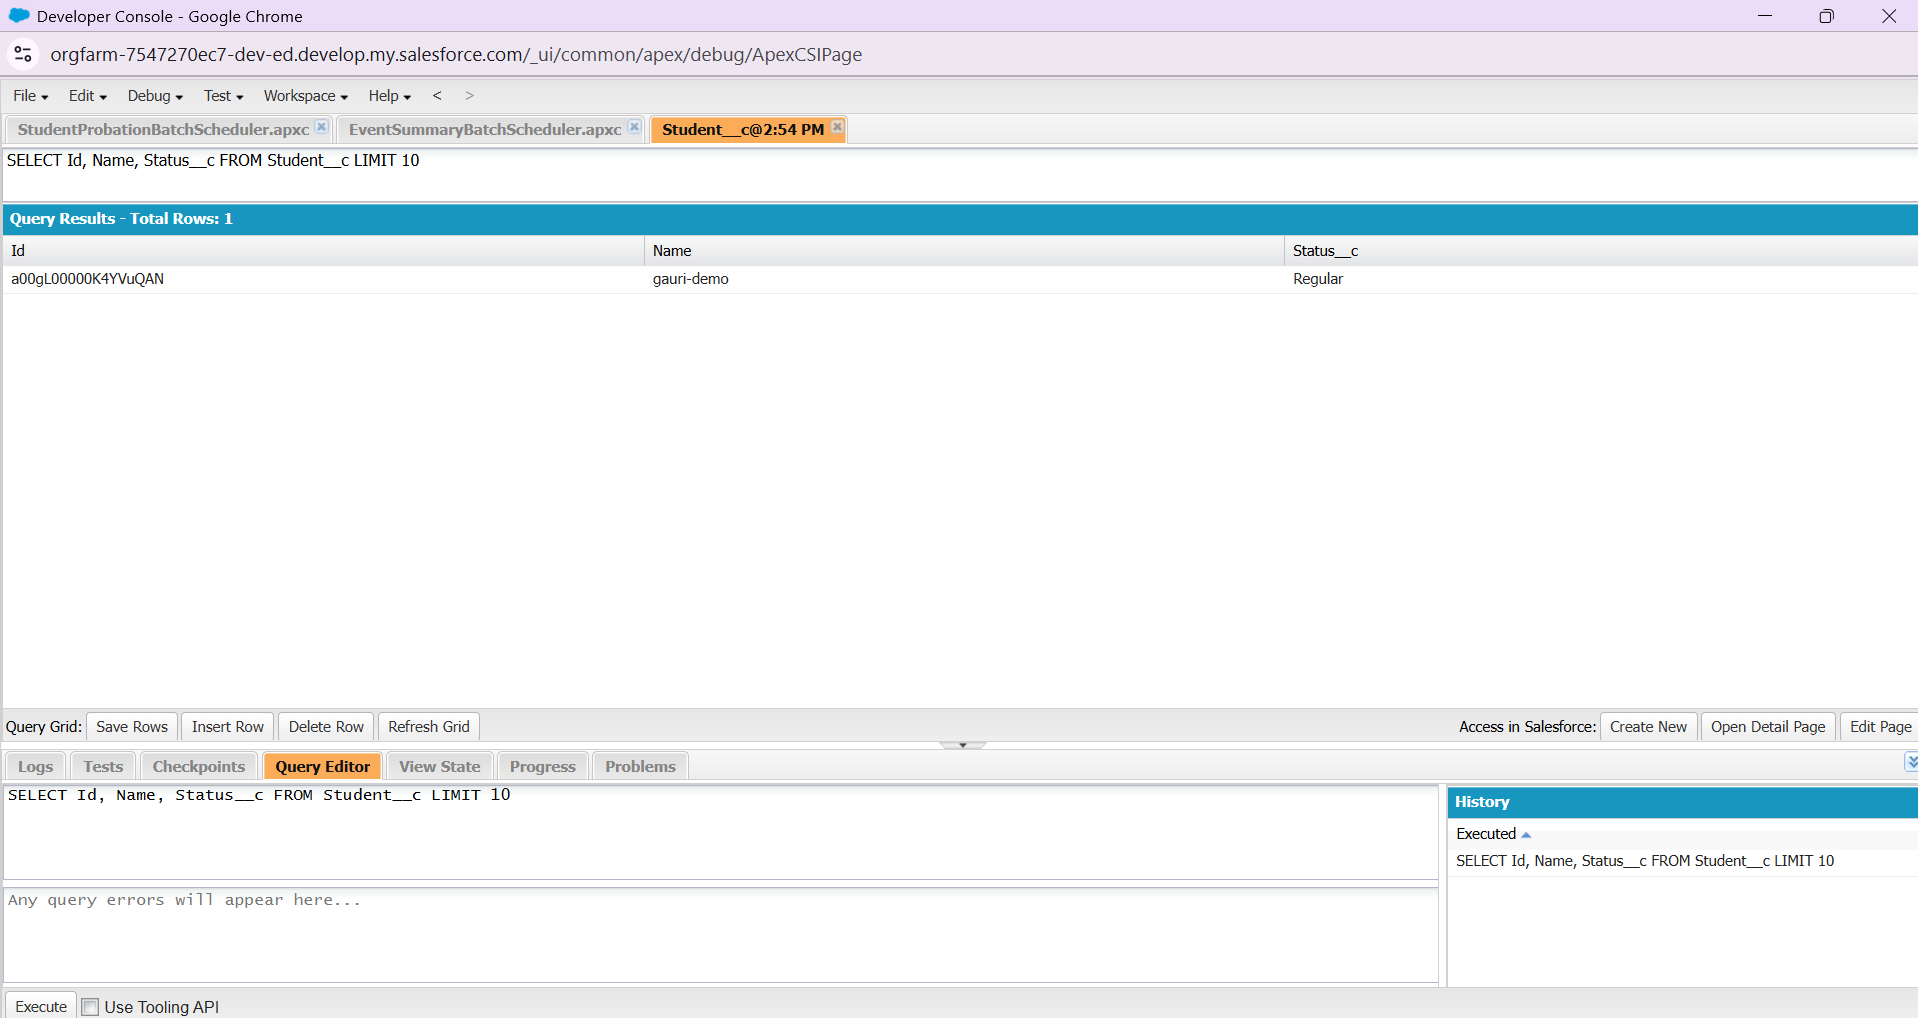 Developer Console - Google Chrome
orgfarm-7547270ec7-dev-ed.develop.my.salesforce.com/_ui/common/apex/debug/ApexCSIPage
File Edit Debug Test Workspace Help < >
StudentProbationBatchScheduler.apxc EventSummaryBatchScheduler.apxc Student__c@2:54 PM
SELECT Id, Name, Status__c FROM Student__c LIMIT 10
Query Results - Total Rows: 1
Id Name Status__c
a00gL00000K4YVuQAN gauri-demo Regular
Query Grid: Save Rows Insert Row Delete Row Refresh Grid Access in Salesforce: Create New Open Detail Page Edit Page
Logs Tests Checkpoints Query Editor View State Progress Problems
SELECT Id, Name, Status__c FROM Student__c LIMIT 10
History
Executed
SELECT Id, Name, Status__c FROM Student__c LIMIT 10
Any query errors will appear here...
Execute Use Tooling API